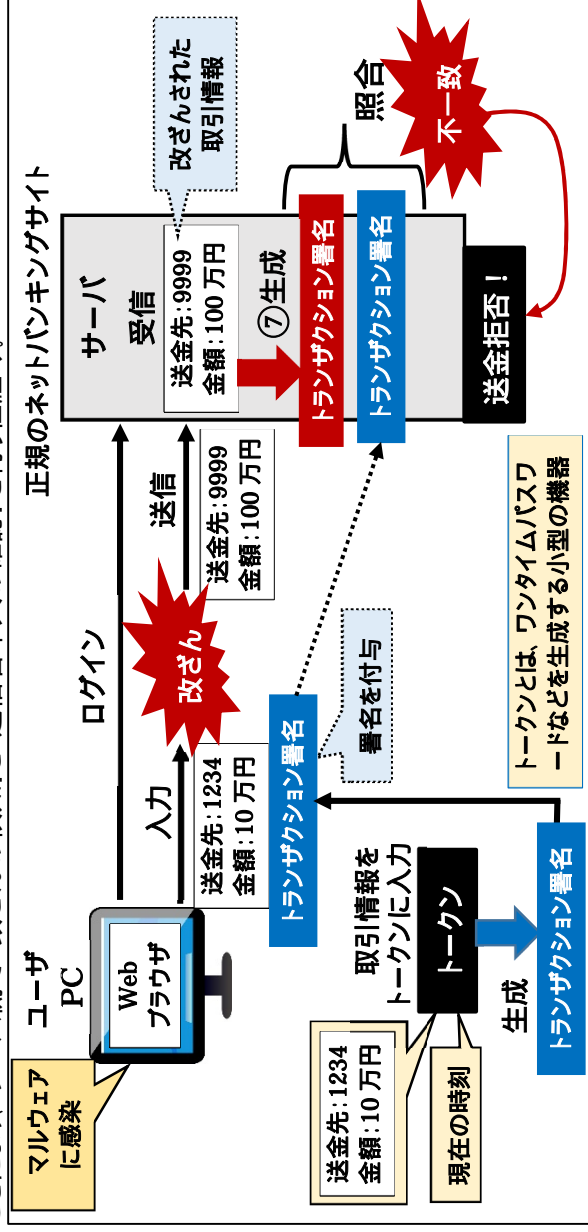 正規のネットバンキングサイト
ユーザ
PC
Web
ブラウザ
マルウェア
に感染
ログイン
入力
送金先:1234
金額:10万円
トランザクション署名
改ざん
送信
送金先:9999
金額:100万円
サーバ
受信
送金先:9999
金額:100万円
改ざんされた
取引情報
⑦生成
トランザクション署名
トランザクション署名
照合
不一致
送金拒否!
署名を付与
取引情報を
トークンに入力
トークン
送金先:1234
金額:10万円
現在の時刻
生成
トランザクション署名
トークンとは、ワンタイムパスワ
ードなどを生成する小型の機器